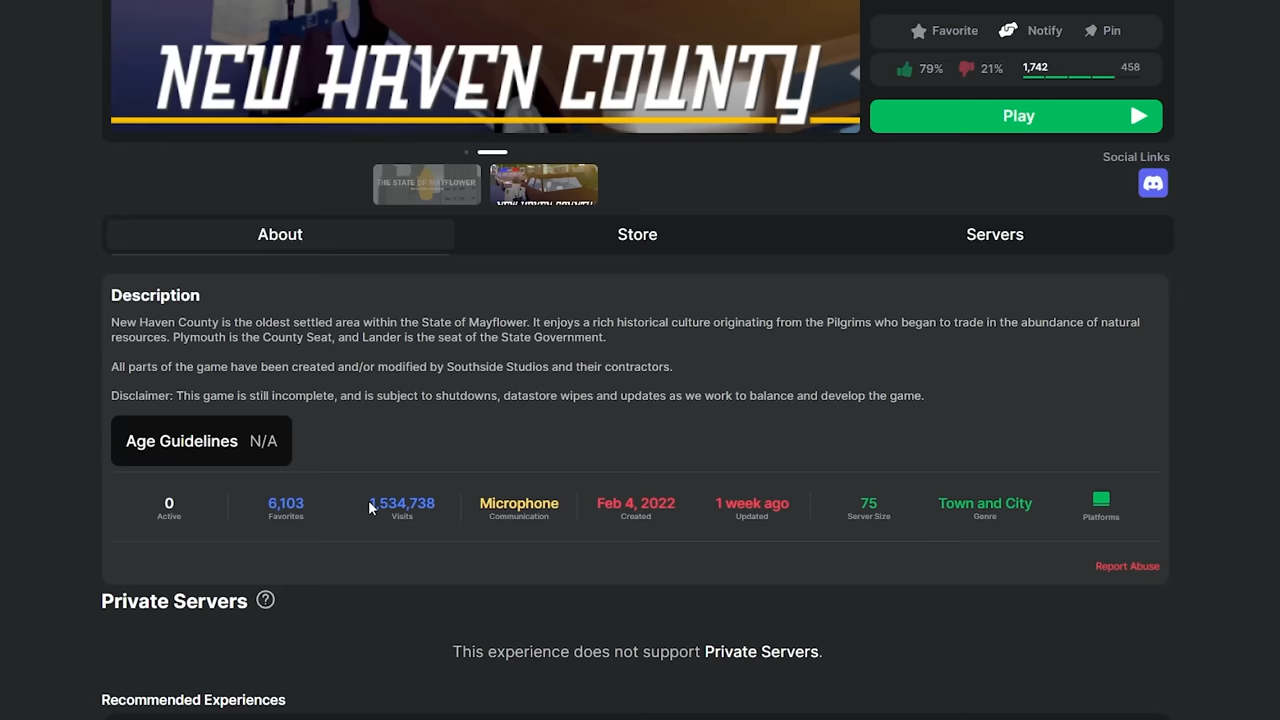 NEW HAVEN COUNTY
Favorite Notify Pin
79% 21% 1,742 458
Play
Social Links
THE STATE OF MAYFLOWER
About Store Servers
Description
New Haven County is the oldest settled area within the State of Mayflower. It enjoys a rich historical culture originating from the Pilgrims who began to trade in the abundance of natural
resources. Plymouth is the County Seat, and Lander is the seat of the State Government.
All parts of the game have been created and/or modified by Southside Studios and their contractors.
Disclaimer: This game is still incomplete, and is subject to shutdowns, datastore wipes and updates as we work to balance and develop the game.
Age Guidelines N/A
0 6,103 1,534,738 Microphone Feb 4, 2022 1 week ago 75 Town and City
Active Favorites Visits Communication Created Updated Server Size Genre Platforms
Report Abuse
Private Servers ?
This experience does not support Private Servers.
Recommended Experiences